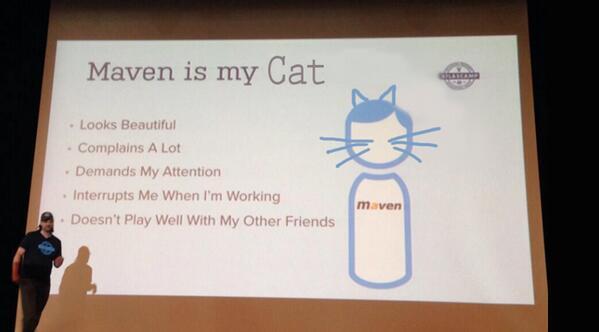 Maven is my Cat
ATLASCAMP
Looks Beautiful
Complains A Lot
Demands My Attention
Interrupts Me When I'm Working
Doesn't Play Well With My Other Friends
maven